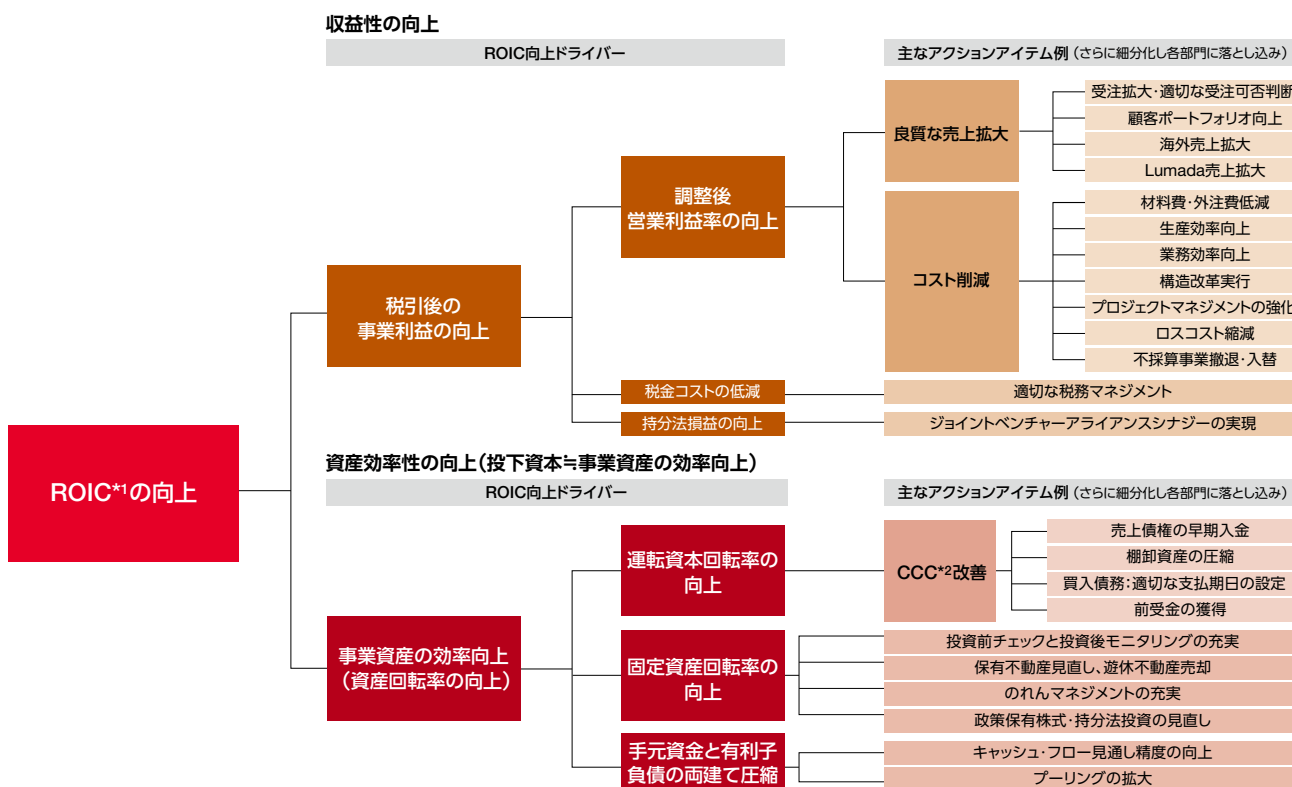 収益性の向上
ROIC向上ドライバー
主なアクションアイテム例（さらに細分化し各部門に落とし込み）
良質な売上拡大
受注拡大・適切な受注可否判断
顧客ポートフォリオ向上
海外売上拡大
Lumada売上拡大
調整後
営業利益率の向上
コスト削減
材料費・外注費低減
生産効率向上
業務効率向上
構造改革実行
プロジェクトマネジメントの強化
ロスコスト縮減
不採算事業撤退・入替
税引後の
事業利益の向上
税金コストの低減
適切な税務マネジメント
持分法損益の向上
ジョイントベンチャーアライアンスシナジーの実現
ROIC*1の向上
資産効率性の向上（投下資本≒事業資産の効率向上）
ROIC向上ドライバー
主なアクションアイテム例（さらに細分化し各部門に落とし込み）
運転資本回転率の
向上
CCC*2改善
売上債権の早期入金
棚卸資産の圧縮
買入債務：適切な支払期日の設定
前受金の獲得
事業資産の効率向上
（資産回転率の向上）
固定資産回転率の
向上
投資前チェックと投資後モニタリングの充実
保有不動産見直し、遊休不動産売却
のれんマネジメントの充実
政策保有株式・持分法投資の見直し
手元資金と有利子
負債の両建て圧縮
キャッシュ・フロー見通し精度の向上
プーリングの拡大